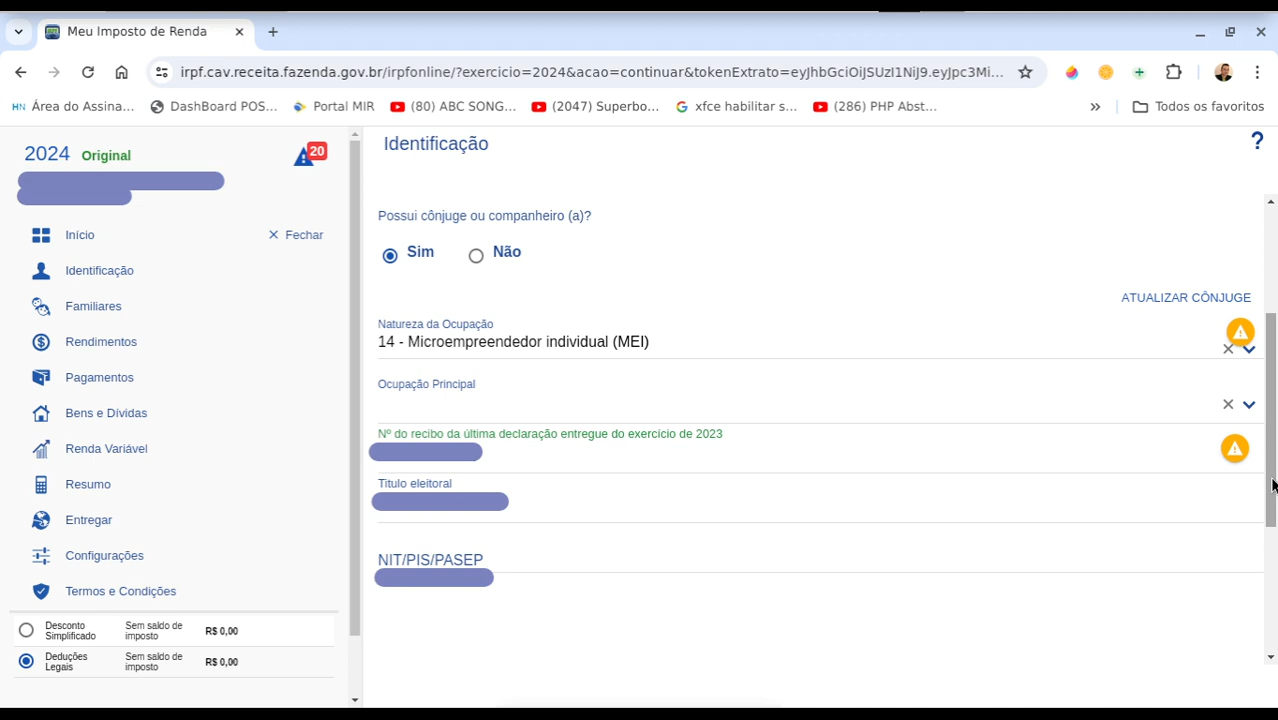 Meu Imposto de Renda
irpf.cav.receita.fazenda.gov.br/irpfonline/?exercicio=2024&acao=continuar&tokenExtrato=eyJhbGciOiJSUzI1NiJ9.eyJpc3Mi...
Área do Assina...
DashBoard POS...
Portal MIR
(80) ABC SONG...
(2047) Superbo...
xfce habilitar s...
(286) PHP Abst...
Todos os favoritos
2024 Original
20
Início
Fechar
Identificação
Familiares
Rendimentos
Pagamentos
Bens e Dívidas
Renda Variável
Resumo
Entregar
Configurações
Termos e Condições
Desconto Simplificado
Sem saldo de imposto
R$ 0,00
Deduções Legais
Sem saldo de imposto
R$ 0,00
Identificação
?
Possui cônjuge ou companheiro (a)?
Sim
Não
ATUALIZAR CÔNJUGE
Natureza da Ocupação
14 - Microempreendedor individual (MEI)
Ocupação Principal
Nº do recibo da última declaração entregue do exercício de 2023
Titulo eleitoral
NIT/PIS/PASEP